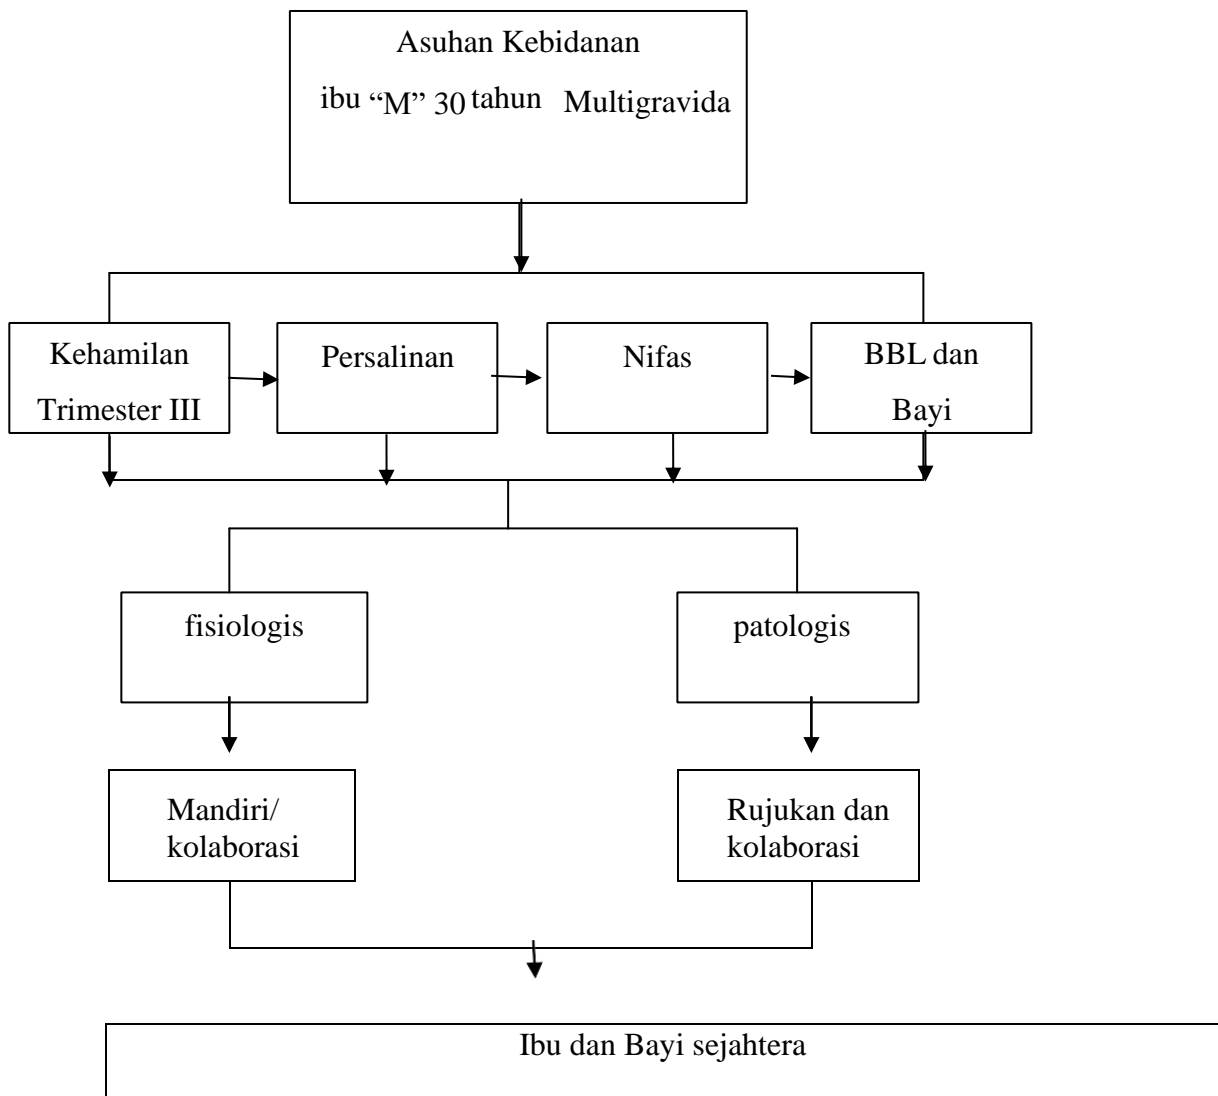 Asuhan Kebidanan
ibu “M” 30 tahun Multigravida
Kehamilan
Trimester III
Persalinan
Nifas
BBL dan
Bayi
fisiologis
patologis
Mandiri/
kolaborasi
Rujukan dan
kolaborasi
Ibu dan Bayi sejahtera